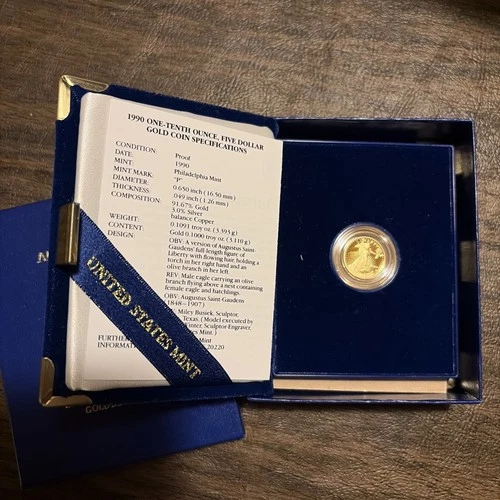 1990 ONE-TENTH OUNCE, FIVE DOLLAR
GOLD COIN SPECIFICATIONS
CONDITION: Proof
DATE: 1990
MINT: Philadelphia Mint
MINT MARK: "P"
DIAMETER: 0.650 inch (16.50 mm)
THICKNESS: .049 inch (1.26 mm)
COMPOSITION: 91.67% Gold
3.0% Silver
balance Copper
WEIGHT: 0.1091 troy oz. (3.393 g)
CONTENT: Gold 0.1000 troy oz. (3.110 g)
DESIGN: OBV: A version of Augustus Saint-
Gaudens' full length figure of
Liberty with flowing hair, holding a
torch in her right hand and an
olive branch in her left
REV: Male eagle carrying an olive
branch flying above a nest containing
female eagle and hatchlings.
OBV: Augustus Saint-Gaudens
1848-1907)
Miley Busiek, Sculptor,
Texas. (Model executed by
Winter, Sculptor-Engraver,
es Mint.)
FURTHER Mint
INFORMATION 20220
UNITED STATES MINT